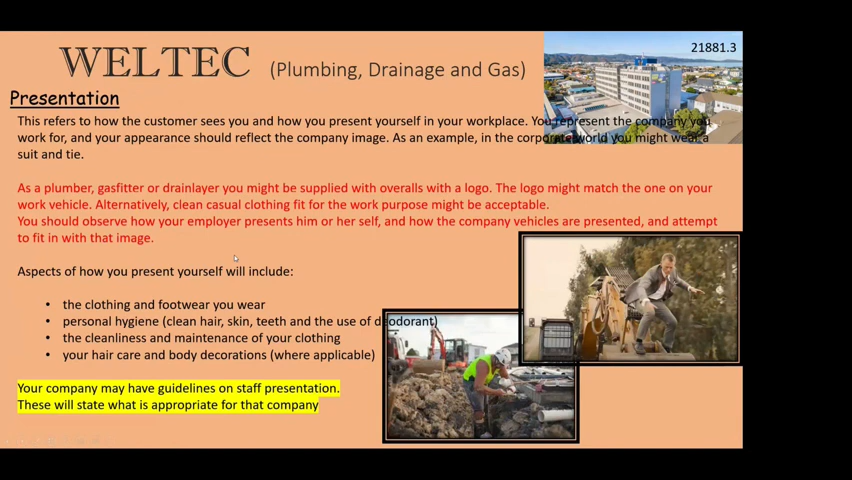 WELTEC (Plumbing, Drainage and Gas)
21881.3
Presentation
This refers to how the customer sees you and how you present yourself in your workplace. You represent the company you
work for, and your appearance should reflect the company image. As an example, in the corporate world you might wear a
suit and tie.
As a plumber, gasfitter or drainlayer you might be supplied with overalls with a logo. The logo might match the one on your
work vehicle. Alternatively, clean casual clothing fit for the work purpose might be acceptable.
You should observe how your employer presents him or her self, and how the company vehicles are presented, and attempt
to fit in with that image.
Aspects of how you present yourself will include:
• the clothing and footwear you wear
• personal hygiene (clean hair, skin, teeth and the use of deodorant)
• the cleanliness and maintenance of your clothing
• your hair care and body decorations (where applicable)
Your company may have guidelines on staff presentation.
These will state what is appropriate for that company